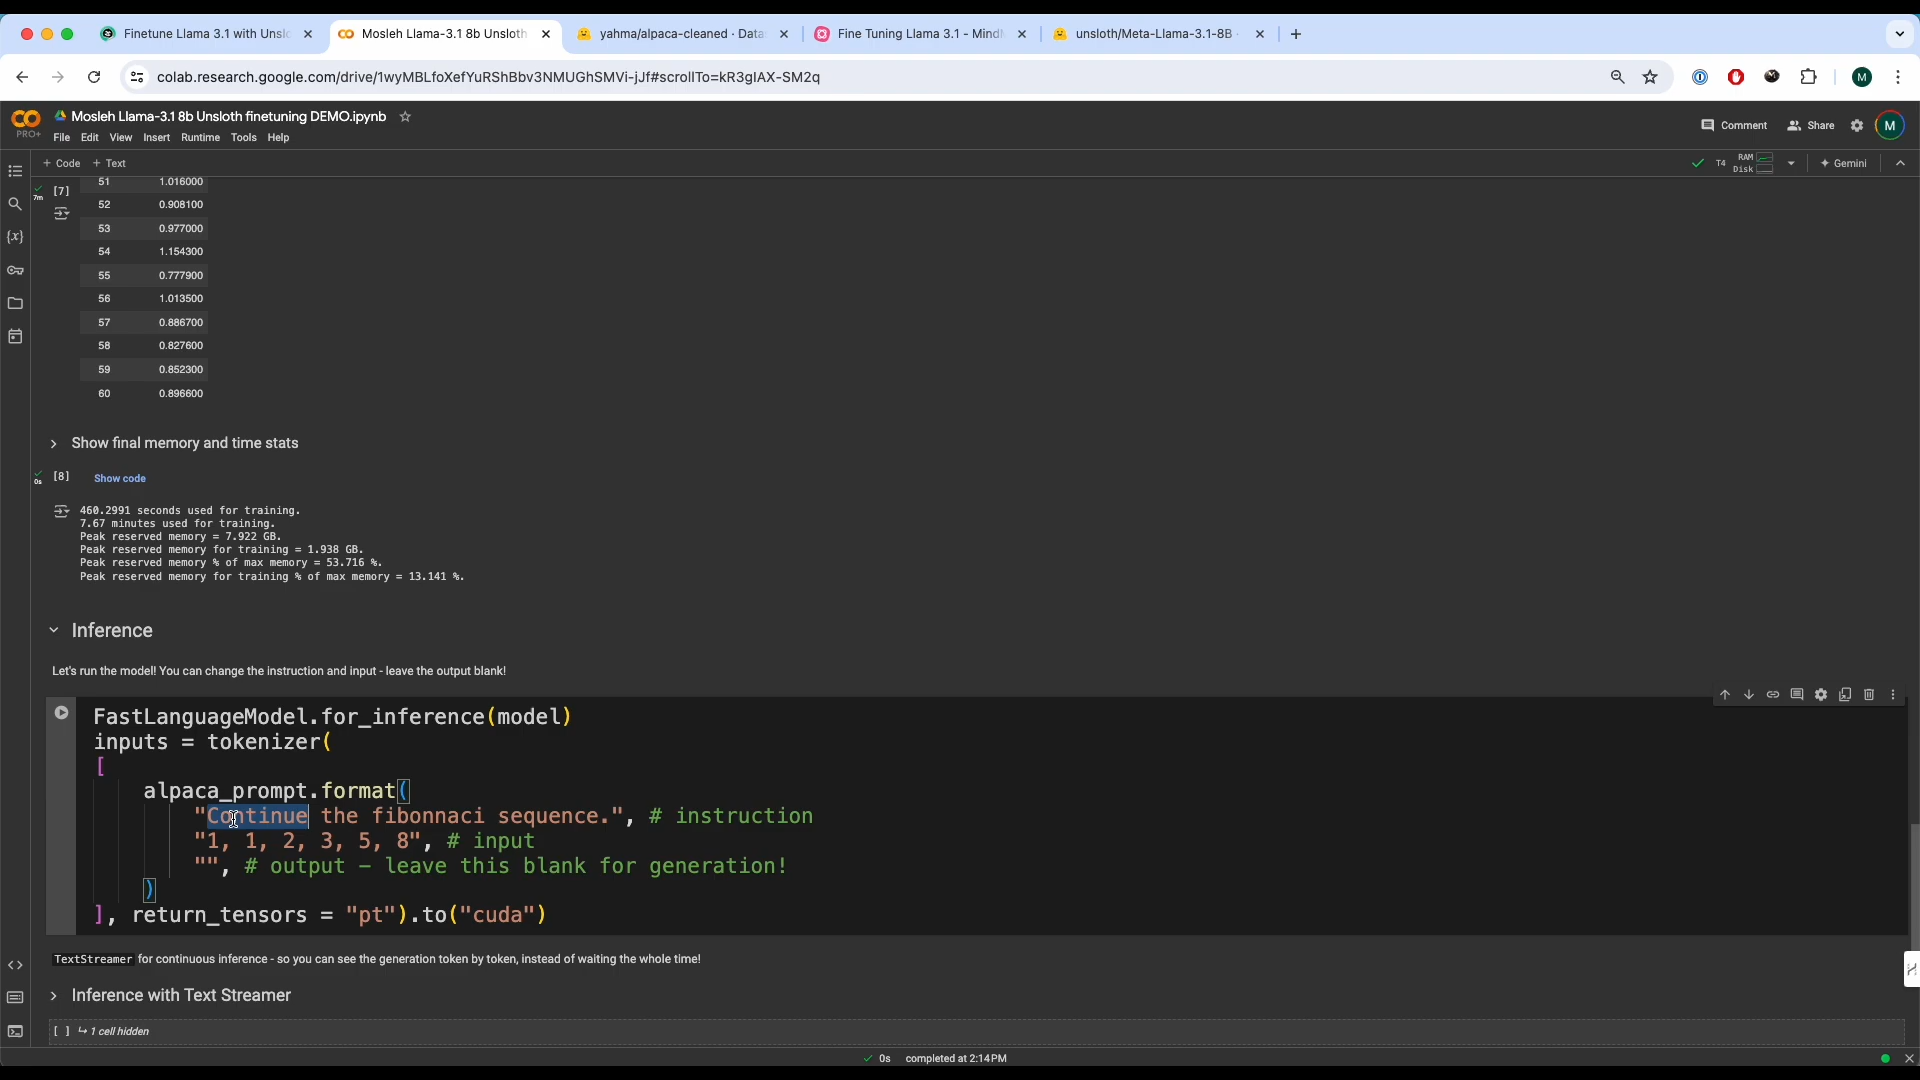 Finetune Llama 3.1 with Unslo
Mosleh Llama-3.1 8b Unsloth
yahma/alpaca-cleaned · Data
Fine Tuning Llama 3.1 - Mind
unsloth/Meta-Llama-3.1-8B
colab.research.google.com/drive/1wyMBLfoXefYuRShBbv3NMUGhSMVi-jJf#scrollTo=kR3gIAX-SM2q
M
PRO+
Mosleh Llama-3.1 8b Unsloth finetuning DEMO.ipynb
Comment
Share
M
File Edit View Insert Runtime Tools Help
+ Code + Text
T4 RAM Disk
Gemini
7m
[7]
51 1.016000
52 0.908100
53 0.977000
54 1.154300
55 0.777900
56 1.013500
57 0.886700
58 0.827600
59 0.852300
60 0.896600
Show final memory and time stats
0s
[8] Show code
460.2991 seconds used for training.
7.67 minutes used for training.
Peak reserved memory = 7.922 GB.
Peak reserved memory for training = 1.938 GB.
Peak reserved memory % of max memory = 53.716 %.
Peak reserved memory for training % of max memory = 13.141 %.
Inference
Let's run the model! You can change the instruction and input - leave the output blank!
FastLanguageModel.for_inference(model)
inputs = tokenizer(
[
alpaca_prompt.format(
"Continue the fibonnaci sequence.", # instruction
"1, 1, 2, 3, 5, 8", # input
"", # output – leave this blank for generation!
)
], return_tensors = "pt").to("cuda")
TextStreamer for continuous inference - so you can see the generation token by token, instead of waiting the whole time!
Inference with Text Streamer
[ ] ↳ 1 cell hidden
0s completed at 2:14 PM